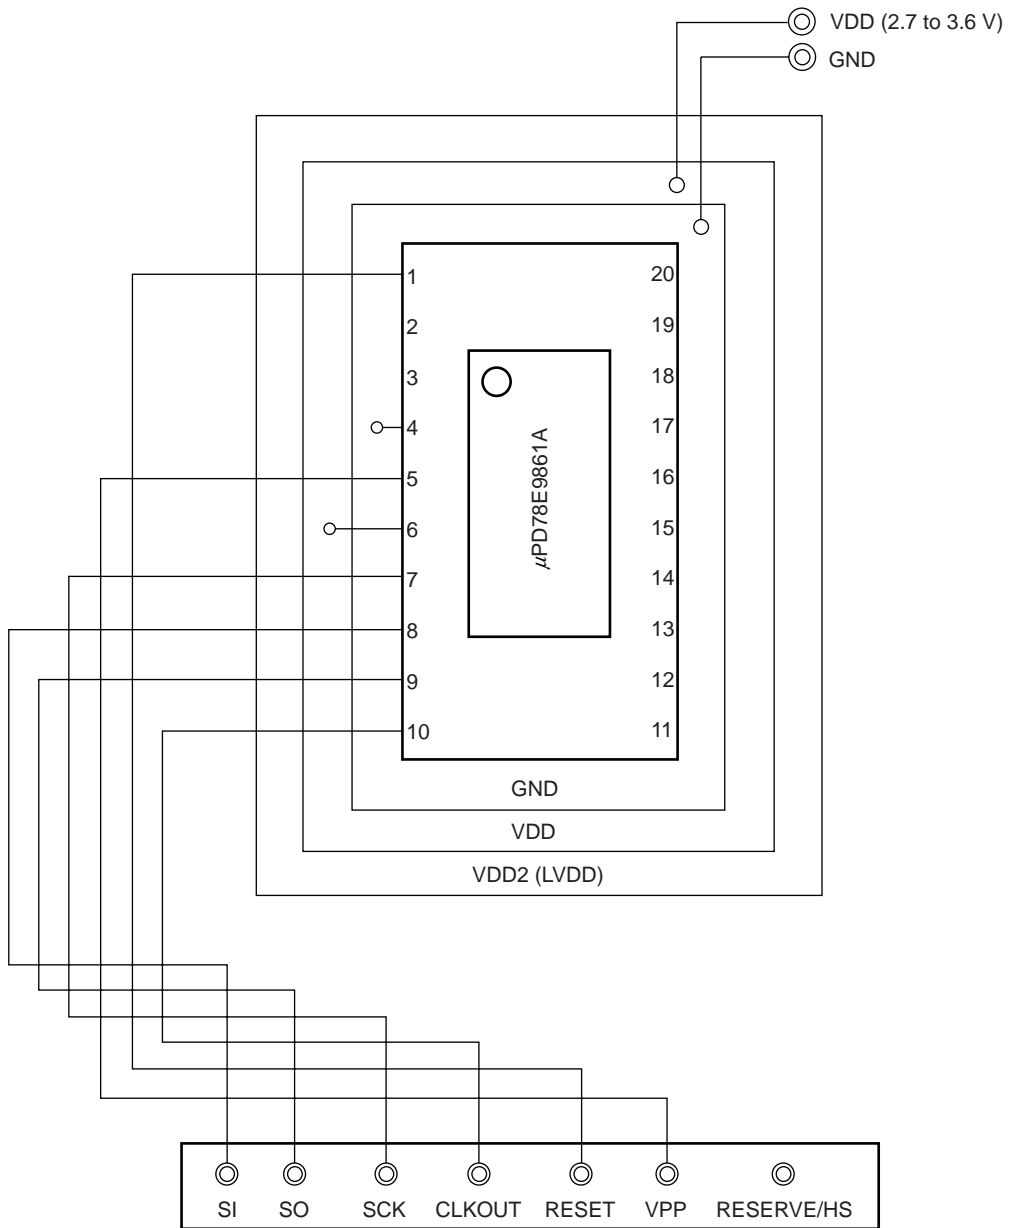 VDD (2.7 to 3.6 V)
GND
1
20
2
19
3
18
4
17
5
16
6
15
7
14
8
13
9
12
10
11
μPD78E9861A
GND
VDD
VDD2 (LVDD)
SI SO SCK CLKOUT RESET VPP RESERVE/HS